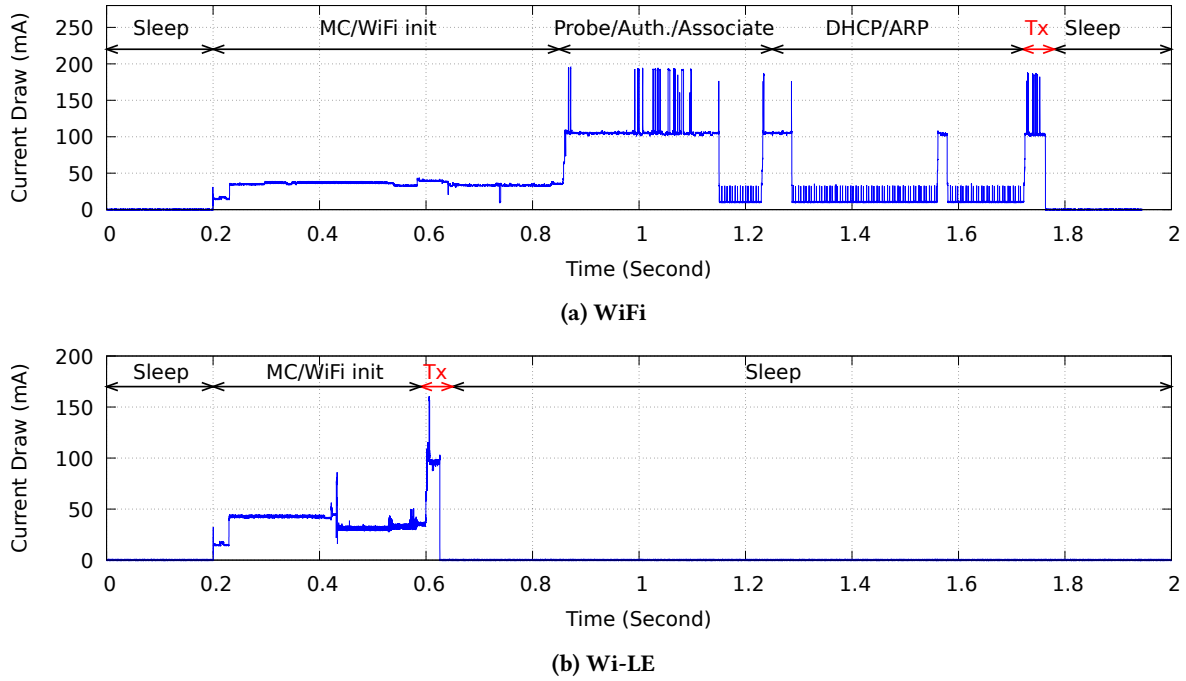 Current Draw (mA)
250
200
150
100
50
0
Sleep MC/WiFi init Probe/Auth./Associate DHCP/ARP Tx Sleep
0 0.2 0.4 0.6 0.8 1 1.2 1.4 1.6 1.8 2
Time (Second)
(a) WiFi
Current Draw (mA)
200
150
100
50
0
Sleep MC/WiFi init Tx Sleep
0 0.2 0.4 0.6 0.8 1 1.2 1.4 1.6 1.8 2
Time (Second)
(b) Wi-LE